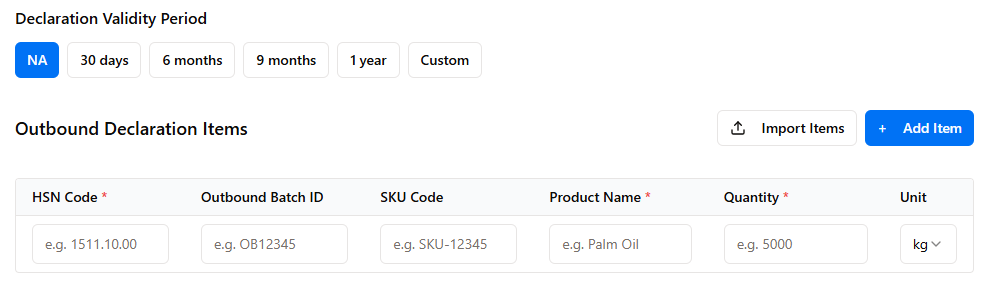 Declaration Validity Period
NA 30 days 6 months 9 months 1 year Custom
Outbound Declaration Items Import Items + Add Item
HSN Code * Outbound Batch ID SKU Code Product Name * Quantity * Unit
e.g. 1511.10.00 e.g. OB12345 e.g. SKU-12345 e.g. Palm Oil e.g. 5000 kg